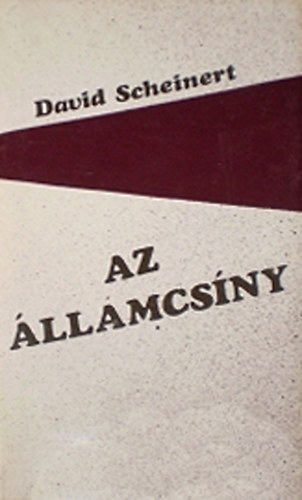 David Scheinert
AZ
ÁLLAMCSÍNY